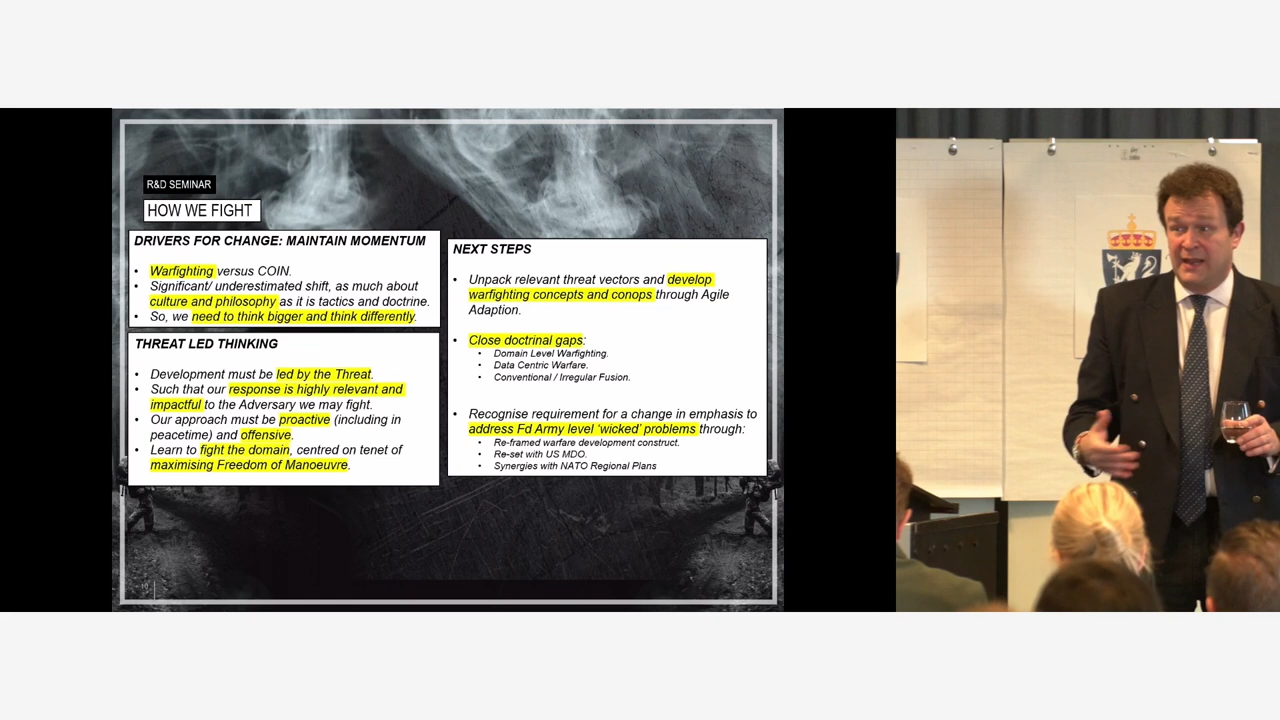 R&D SEMINAR
HOW WE FIGHT
DRIVERS FOR CHANGE: MAINTAIN MOMENTUM
• Warfighting versus COIN.
• Significant/ underestimated shift, as much about
culture and philosophy as it is tactics and doctrine.
• So, we need to think bigger and think differently.
THREAT LED THINKING
• Development must be led by the Threat.
• Such that our response is highly relevant and
impactful to the Adversary we may fight.
• Our approach must be proactive (including in
peacetime) and offensive.
• Learn to fight the domain, centred on tenet of
maximising Freedom of Manoeuvre.
NEXT STEPS
• Unpack relevant threat vectors and develop
warfighting concepts and conops through Agile
Adaption.
• Close doctrinal gaps:
• Domain Level Warfighting.
• Data Centric Warfare.
• Conventional / Irregular Fusion.
• Recognise requirement for a change in emphasis to
address Fd Army level ‘wicked’ problems through:
• Re-framed warfare development construct.
• Re-set with US MDO.
• Synergies with NATO Regional Plans